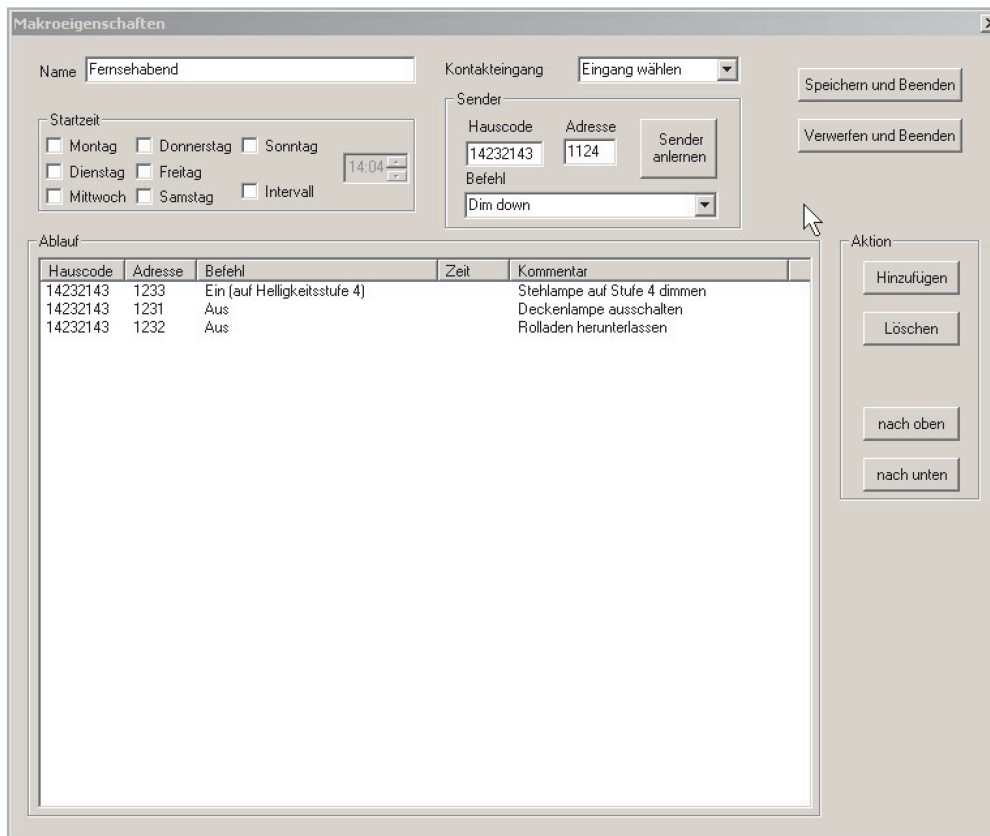 Makroeigenschaften
Name Fernsehabend
Kontakteingang Eingang wählen
Speichern und Beenden
Verwerfen und Beenden
Startzeit
Montag Donnerstag Sonntag
Dienstag Freitag
Mittwoch Samstag Intervall
14:04
Sender
Hauscode Adresse
14232143 1124
Sender anlernen
Befehl
Dim down
Ablauf
Hauscode Adresse Befehl Zeit Kommentar
14232143 1233 Ein (auf Helligkeitsstufe 4) Stehlampe auf Stufe 4 dimmen
14232143 1231 Aus Deckenlampe ausschalten
14232143 1232 Aus Rolladen herunterlassen
Aktion
Hinzufügen
Löschen
nach oben
nach unten